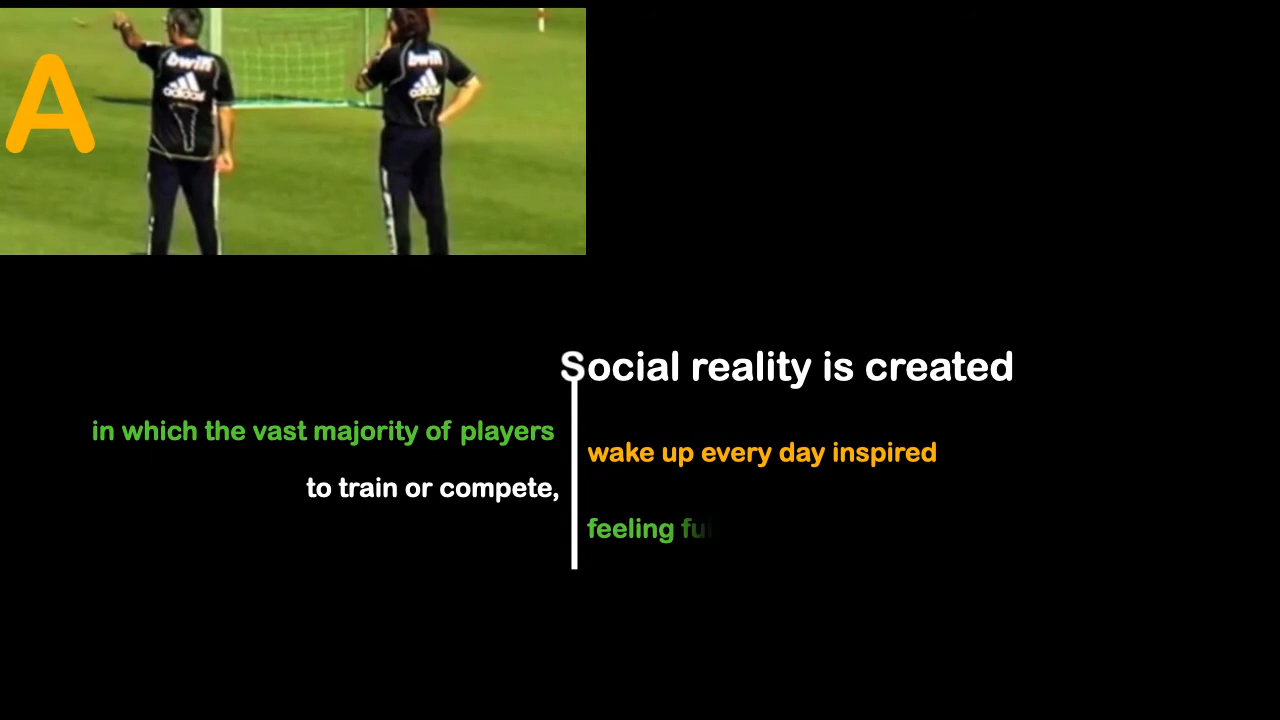 A
bwin
adidas
bwin
adidas
Social reality is created
in which the vast majority of players
wake up every day inspired
to train or compete,
feeling